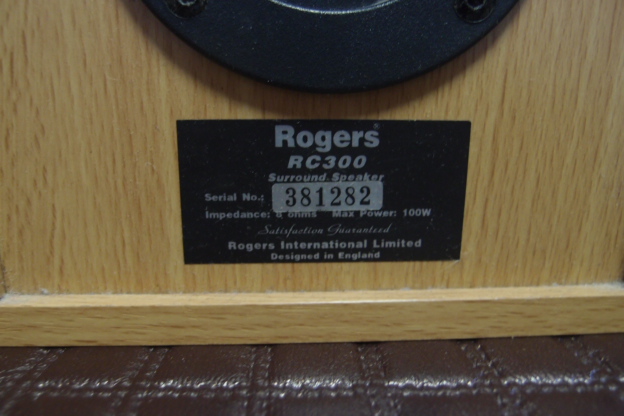 Rogers
RC300
Surround Speaker
Serial No.: 381282
Impedance: ohms Max Power: 100W
Satisfaction Guaranteed
Rogers International Limited
Designed in England